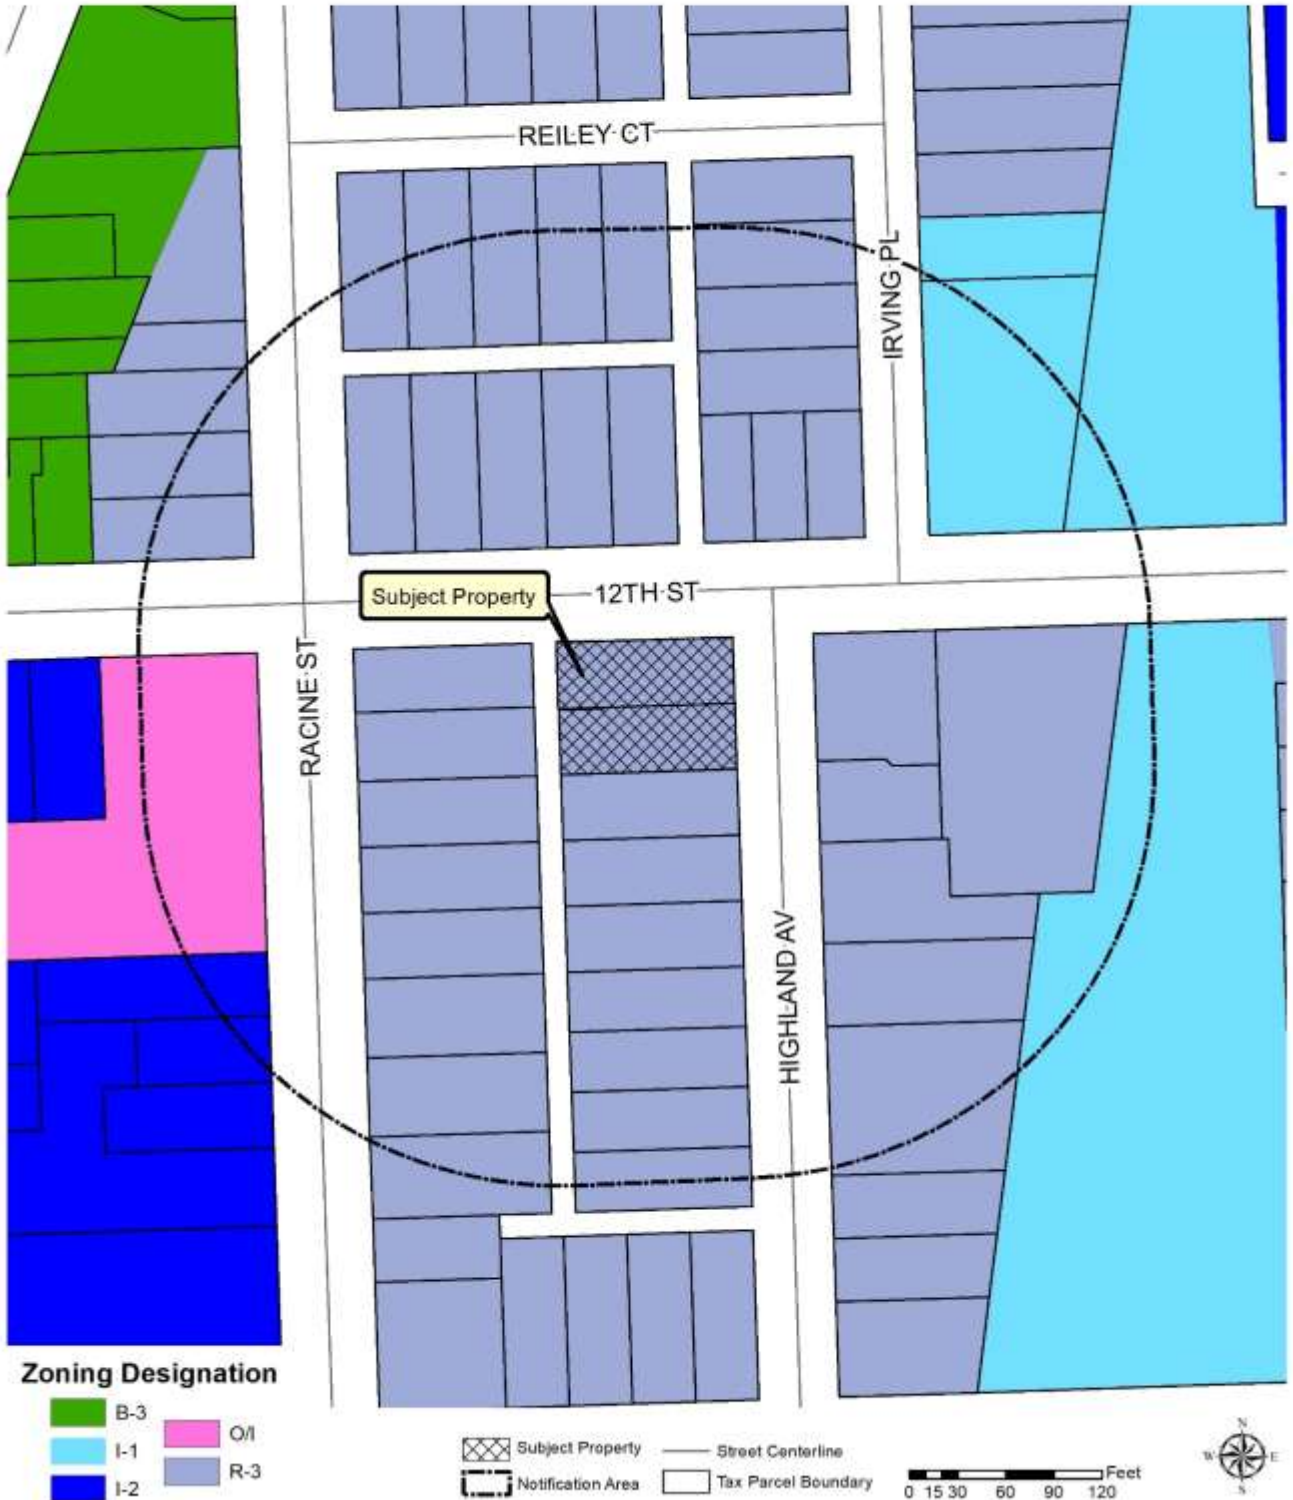 REILEY CT
IRVING PL
Subject Property
12TH ST
RACINE ST
HIGHLAND AV
Zoning Designation
B-3
I-1
I-2
O/I
R-3
Subject Property
Notification Area
Street Centerline
Tax Parcel Boundary
Feet
0 15 30 60 90 120
N
W E
S